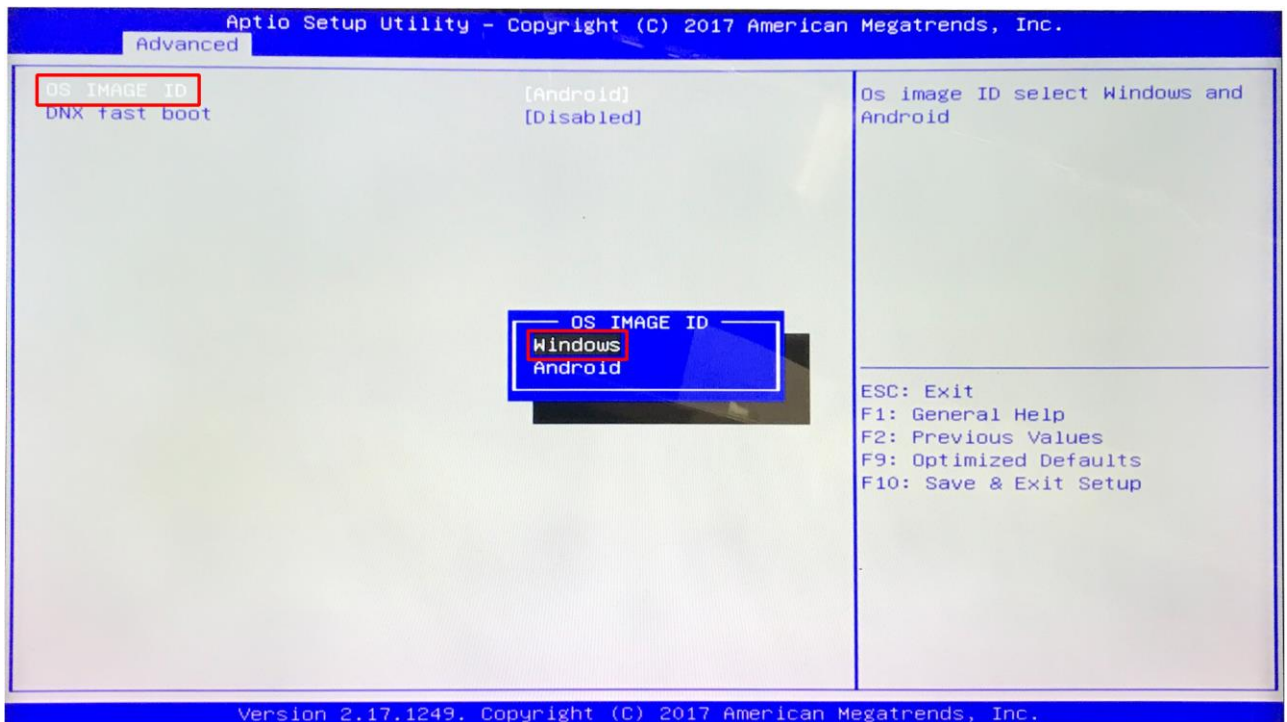 Aptio Setup Utility – Copyright (C) 2017 American Megatrends, Inc.
Advanced
OS IMAGE ID [Android]
DNX fast boot [Disabled]
Os image ID select Windows and
Android
OS IMAGE ID
Windows
Android
ESC: Exit
F1: General Help
F2: Previous Values
F9: Optimized Defaults
F10: Save & Exit Setup
Version 2.17.1249. Copyright (C) 2017 American Megatrends, Inc.